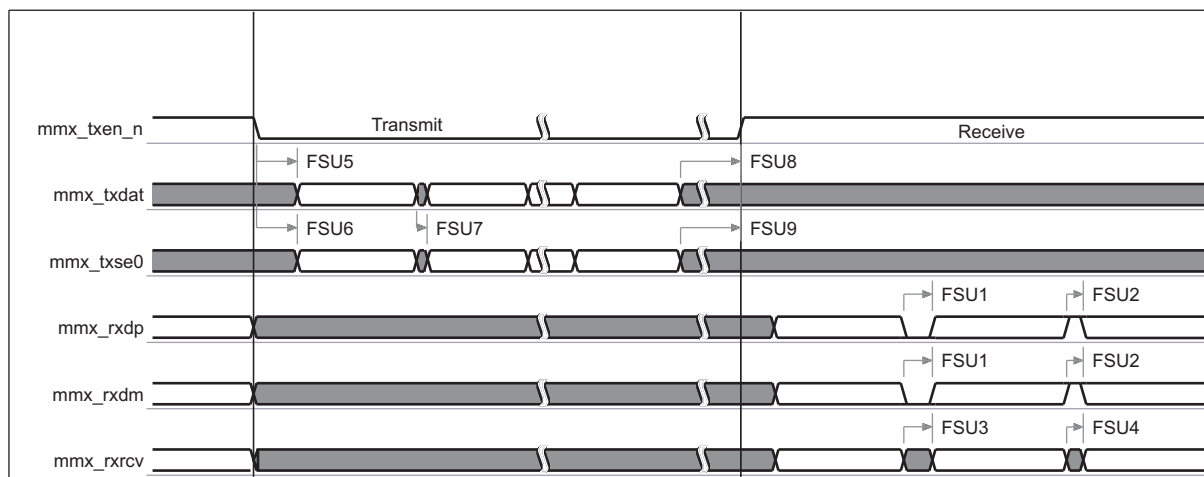 mmx_txen_n
Transmit
Receive
FSU5
FSU8
mmx_txdat
FSU6
FSU7
FSU9
mmx_txse0
FSU1
FSU2
mmx_rxdp
FSU1
FSU2
mmx_rxdm
FSU3
FSU4
mmx_rxrcv